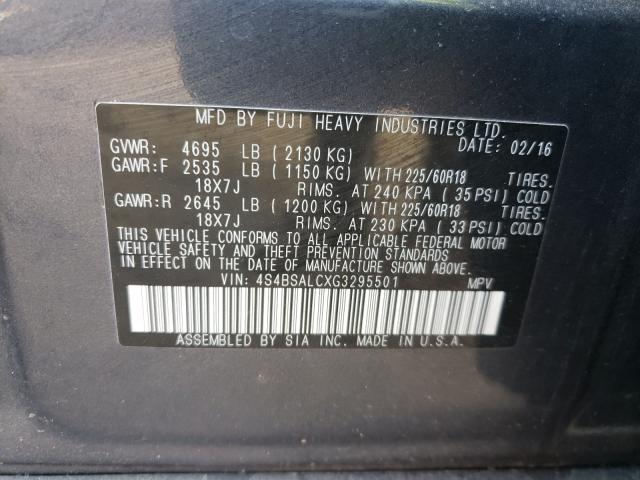 MFD BY FUJI HEAVY INDUSTRIES LTD.
DATE: 02/16
GVWR: 4695 LB ( 2130 KG)
GAWR:F 2535 LB ( 1150 KG) WITH 225/60R18 TIRES.
18X7J RIMS. AT 240 KPA ( 35 PSI) COLD
GAWR:R 2645 LB ( 1200 KG) WITH 225/60R18 TIRES.
18X7J RIMS. AT 230 KPA ( 33 PSI) COLD
THIS VEHICLE CONFORMS TO ALL APPLICABLE FEDERAL MOTOR
VEHICLE SAFETY AND THEFT PREVENTION STANDARDS
IN EFFECT ON THE DATE OF MANUFACTURE SHOWN ABOVE.
VIN: 4S4BSALCXG3295501 MPV
ASSEMBLED BY SIA INC. MADE IN U.S.A.